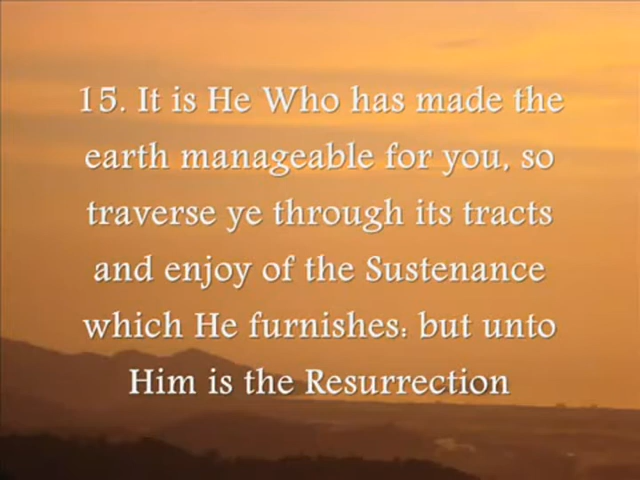 15. It is He Who has made the
earth manageable for you, so
traverse ye through its tracts
and enjoy of the Sustenance
which He furnishes: but unto
Him is the Resurrection